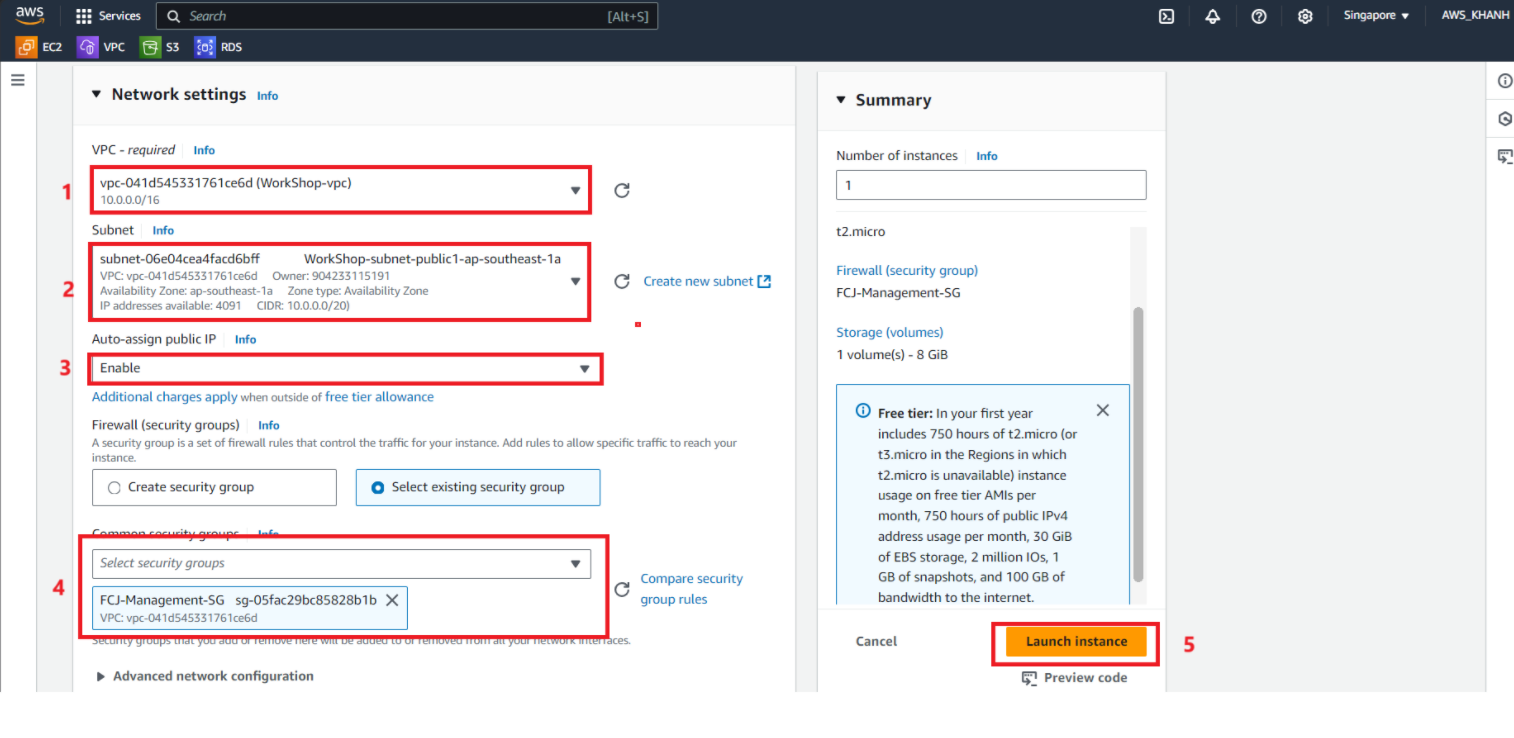 aws
Services
Search
[Alt+S]
Singapore
AWS_KHANH
EC2
VPC
S3
RDS
Network settings Info
VPC - required Info
1
vpc-041d545331761ce6d (WorkShop-vpc)
10.0.0.0/16
Subnet Info
2
subnet-06e04cea4facd6bff WorkShop-subnet-public1-ap-southeast-1a
VPC: vpc-041d545331761ce6d Owner: 904233115191
Availability Zone: ap-southeast-1a Zone type: Availability Zone
IP addresses available: 4091 CIDR: 10.0.0.0/20)
Create new subnet
Auto-assign public IP Info
3
Enable
Additional charges apply when outside of free tier allowance
Firewall (security groups) Info
A security group is a set of firewall rules that control the traffic for your instance. Add rules to allow specific traffic to reach your
instance.
Create security group
Select existing security group
Common security groups Info
4
Select security groups
FCJ-Management-SG sg-05fac29bc85828b1b
VPC: vpc-041d545331761ce6d
Compare security
group rules
Security groups that you add or remove here will be added to or removed from all your network interfaces.
Advanced network configuration
Summary
Number of instances Info
1
t2.micro
Firewall (security group)
FCJ-Management-SG
Storage (volumes)
1 volume(s) - 8 GiB
Free tier: In your first year
includes 750 hours of t2.micro (or
t3.micro in the Regions in which
t2.micro is unavailable) instance
usage on free tier AMIs per
month, 750 hours of public IPv4
address usage per month, 30 GiB
of EBS storage, 2 million IOs, 1
GB of snapshots, and 100 GB of
bandwidth to the internet.
Cancel
Launch instance
5
Preview code